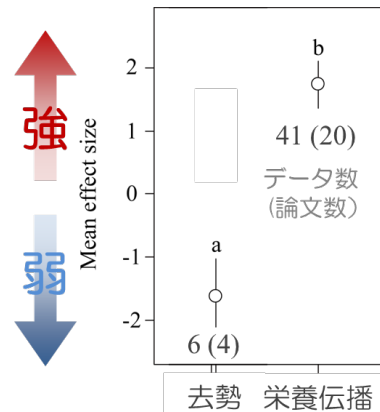 強
弱
Mean effect size
2
1
0
-1
-2
b
41 (20)
データ数
(論文数)
a
6 (4)
去勢 栄養伝播